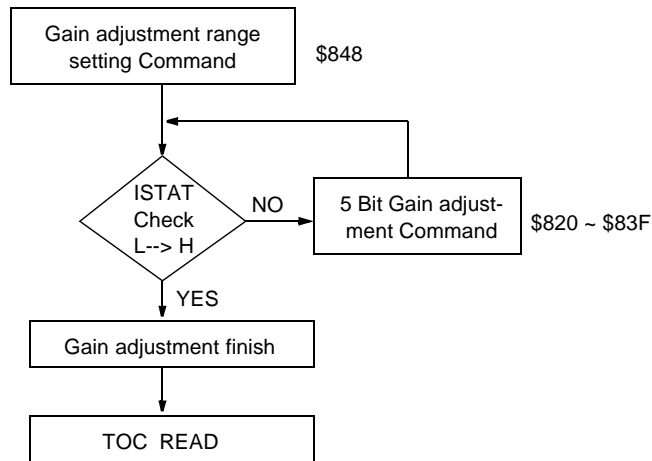 Gain adjustment range
setting Command
$848
ISTAT
Check
L--> H
NO
5 Bit Gain adjust-
ment Command
$820 ~ $83F
YES
Gain adjustment finish
TOC READ